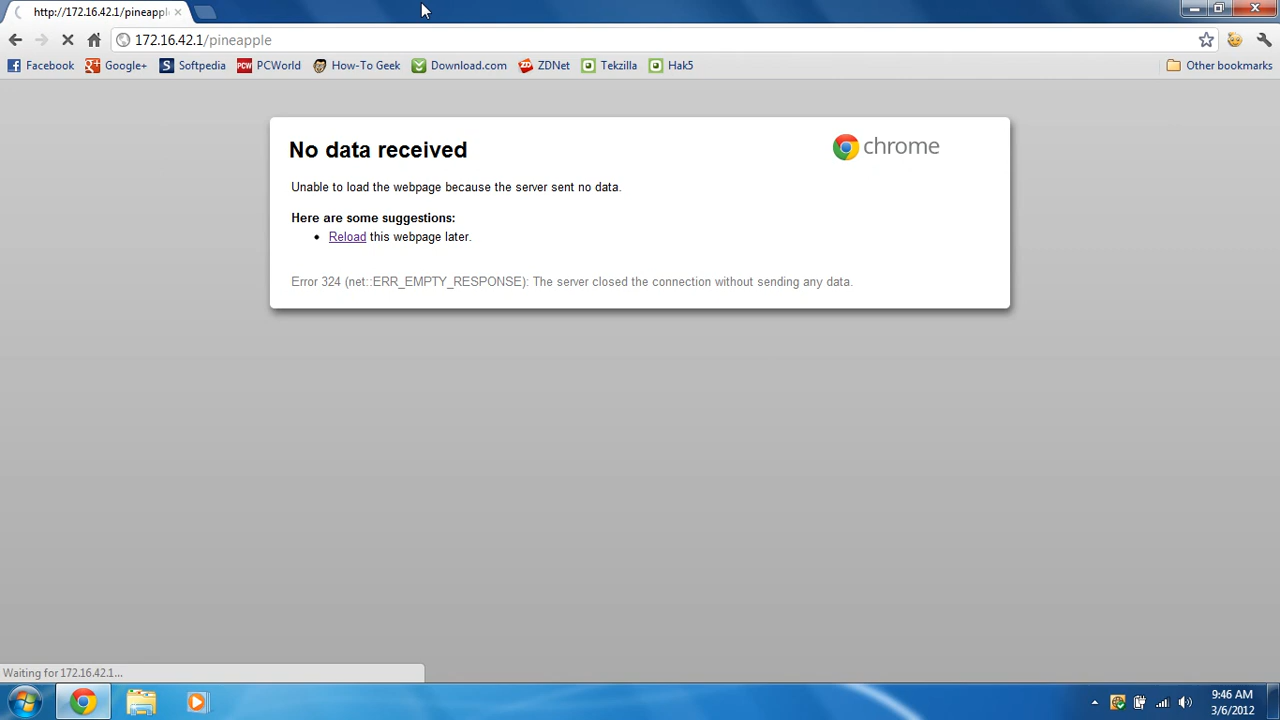 http://172.16.42.1/pineappl
172.16.42.1/pineapple
Facebook Google+ Softpedia PCWorld How-To Geek Download.com ZDNet Tekzilla Hak5 Other bookmarks
No data received
chrome
Unable to load the webpage because the server sent no data.
Here are some suggestions:
• Reload this webpage later.
Error 324 (net::ERR_EMPTY_RESPONSE): The server closed the connection without sending any data.
Waiting for 172.16.42.1...
9:46 AM
3/6/2012